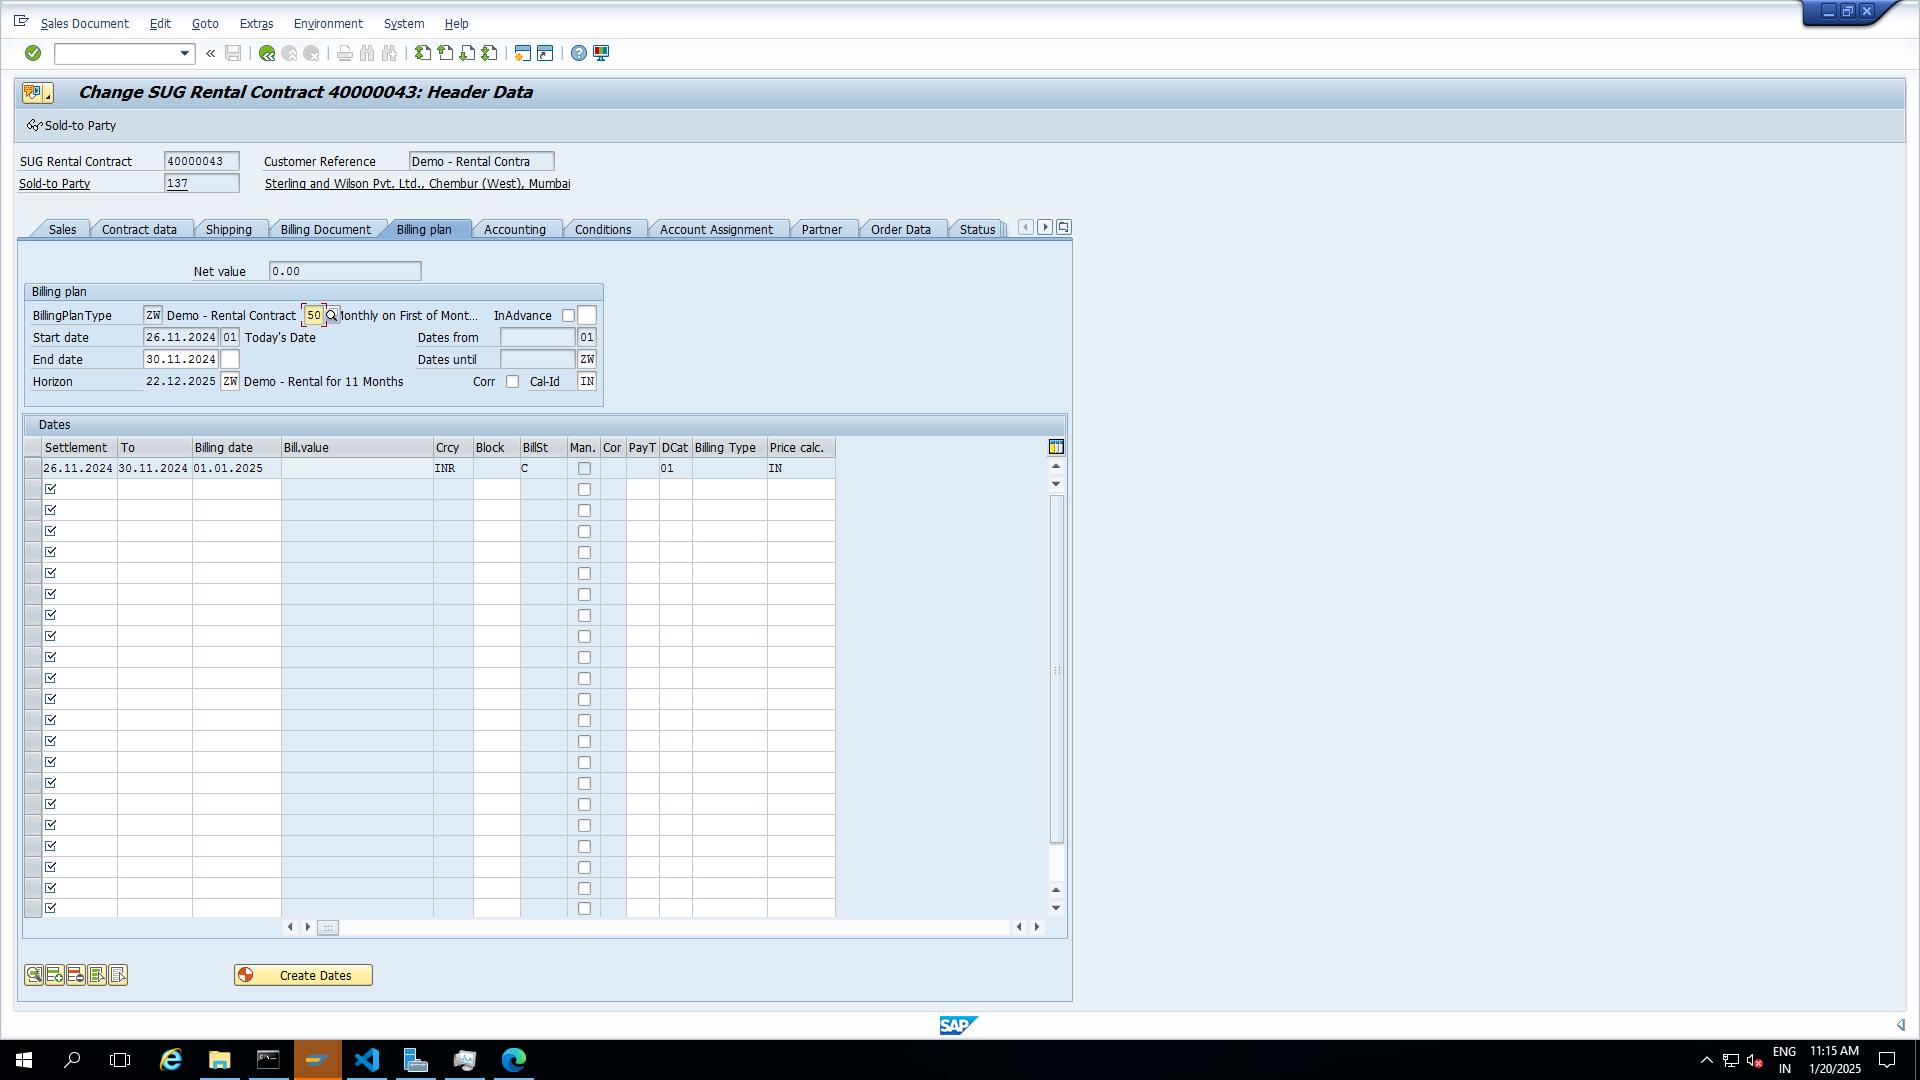 Sales Document Edit Goto Extras Environment System Help
Change SUG Rental Contract 40000043: Header Data
Sold-to Party
SUG Rental Contract 40000043 Customer Reference Demo - Rental Contra
Sold-to Party 137 Sterling and Wilson Pvt. Ltd., Chembur (West), Mumbai
Sales Contract data Shipping Billing Document Billing plan Accounting Conditions Account Assignment Partner Order Data Status
Net value 0.00
Billing plan
BillingPlanType ZW Demo - Rental Contract 50 Monthly on First of Mont... InAdvance
Start date 26.11.2024 01 Today's Date Dates from 01
End date 30.11.2024 Dates until ZW
Horizon 22.12.2025 ZW Demo - Rental for 11 Months Corr Cal-Id IN
Dates
Settlement To Billing date Bill.value Crcy Block BillSt Man. Cor PayT DCat Billing Type Price calc.
26.11.2024 30.11.2024 01.01.2025 INR C 01 IN
Create Dates
SAP
ENG 11:15 AM
IN 1/20/2025